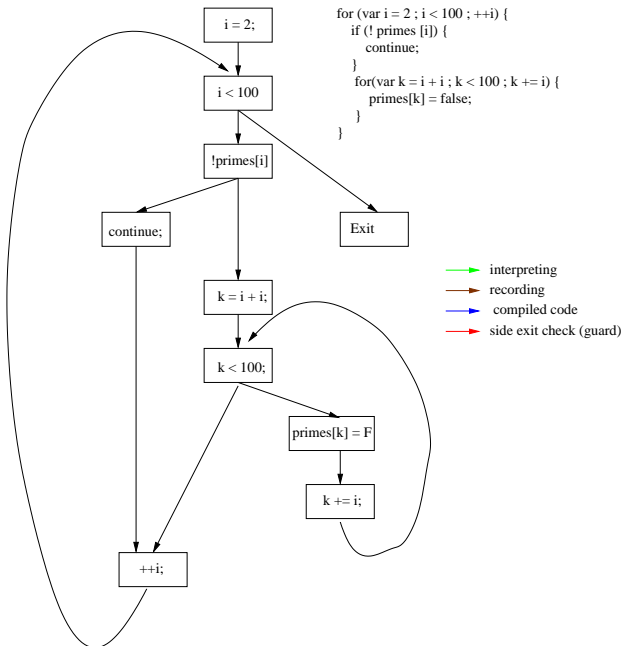 i = 2;
for (var i = 2 ; i < 100 ; ++i) {
if (! primes [i]) {
continue;
}
for(var k = i + i ; k < 100 ; k += i) {
primes[k] = false;
}
}
i < 100
!primes[i]
continue;
Exit
interpreting
recording
compiled code
side exit check (guard)
k = i + i;
k < 100;
primes[k] = F
k += i;
++i;